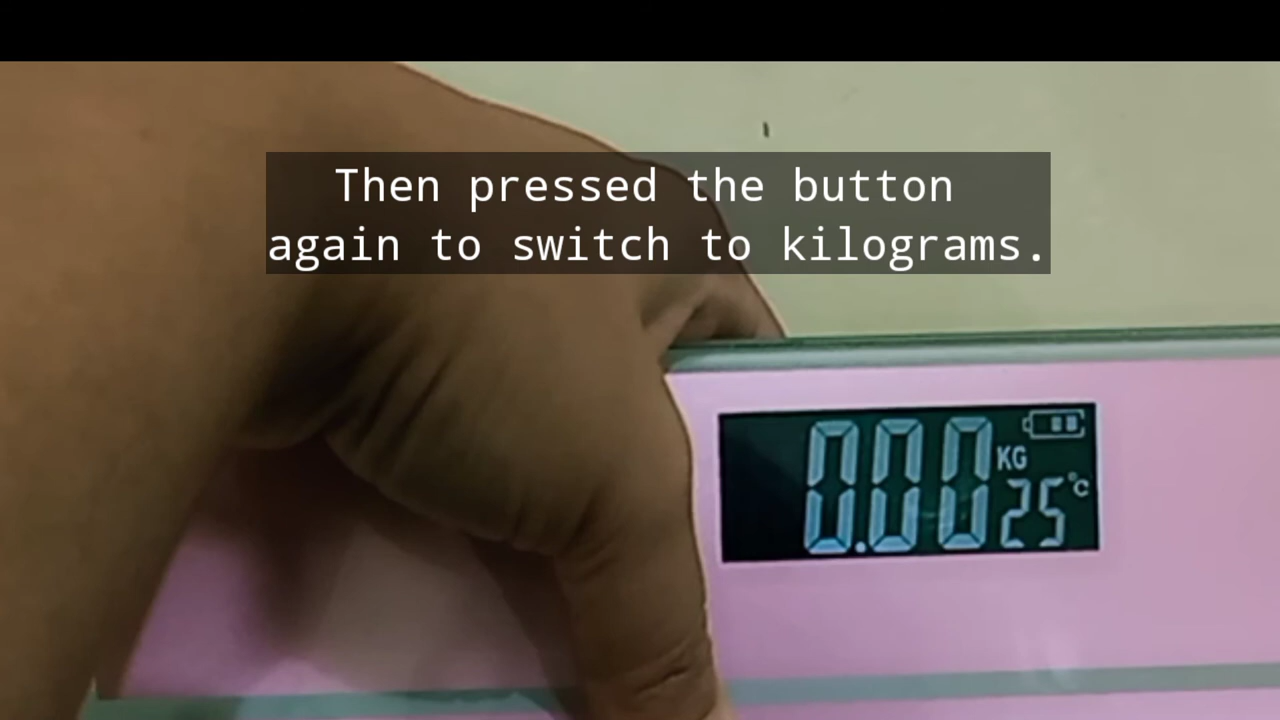 Then pressed the button
again to switch to kilograms.
0.00 KG
25 °C